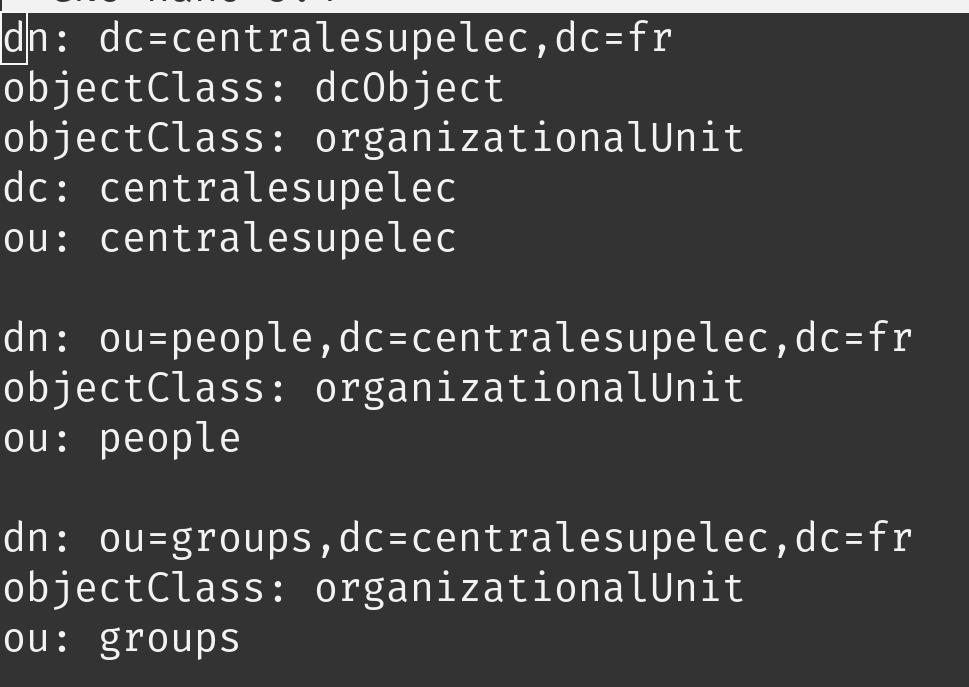 dn: dc=centralesupelec,dc=fr
objectClass: dcObject
objectClass: organizationalUnit
dc: centralesupelec
ou: centralesupelec
dn: ou=people,dc=centralesupelec,dc=fr
objectClass: organizationalUnit
ou: people
dn: ou=groups,dc=centralesupelec,dc=fr
objectClass: organizationalUnit
ou: groups